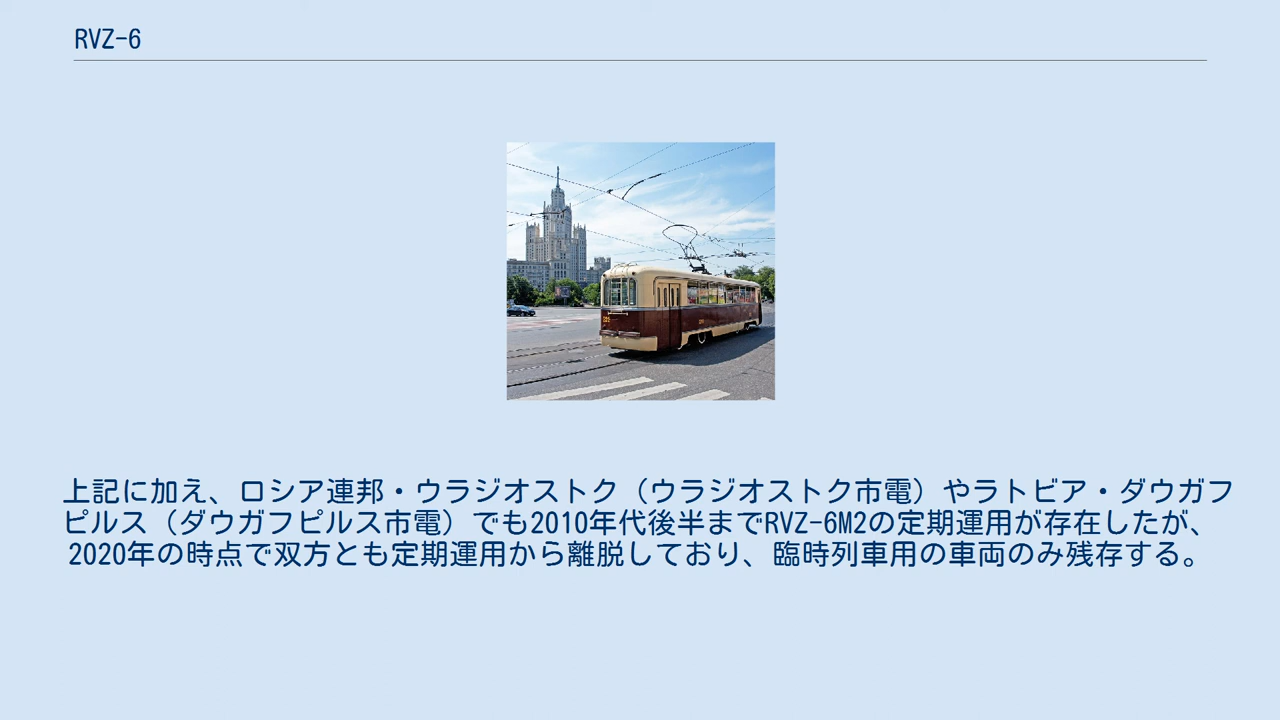 RVZ-6
上記に加え、ロシア連邦・ウラジオストク（ウラジオストク市電）やラトビア・ダウガフ
ピルス（ダウガフピルス市電）でも2010年代後半までRVZ-6M2の定期運用が存在したが、
2020年の時点で双方とも定期運用から離脱しており、臨時列車用の車両のみ残存する。